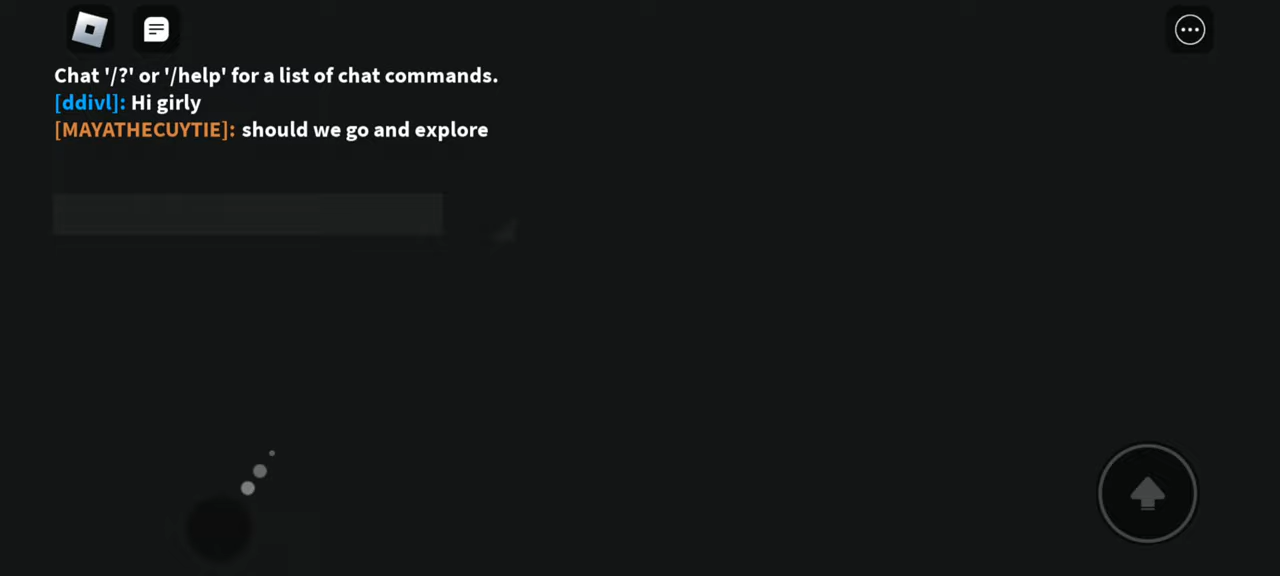 Chat '/?' or '/help' for a list of chat commands.
[ddivl]: Hi girly
[MAYATHECUYTIE]: should we go and explore